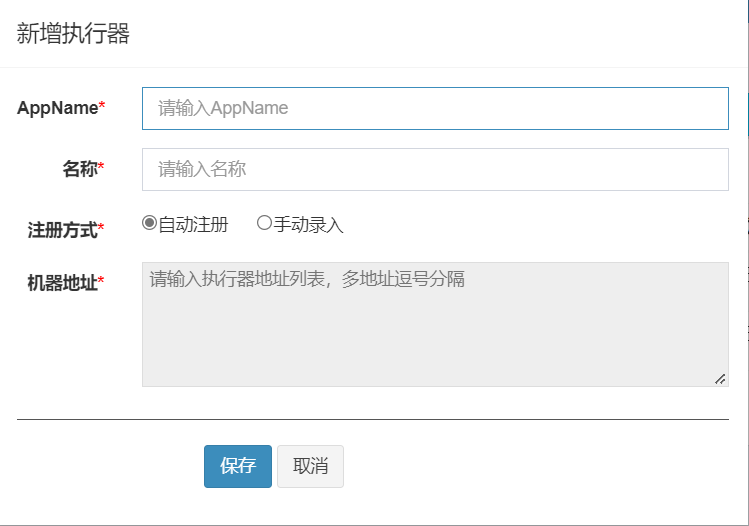 新增执行器
AppName*
请输入AppName
名称*
请输入名称
注册方式*
自动注册 手动录入
机器地址*
请输入执行器地址列表，多地址逗号分隔
保存 取消